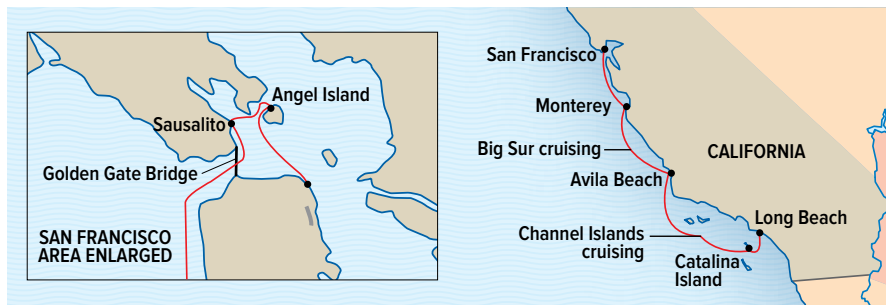 Angel Island
Sausalito
Golden Gate Bridge
SAN FRANCISCO
AREA ENLARGED
San Francisco
Monterey
Big Sur cruising
CALIFORNIA
Avila Beach
Long Beach
Channel Islands
cruising
Catalina
Island